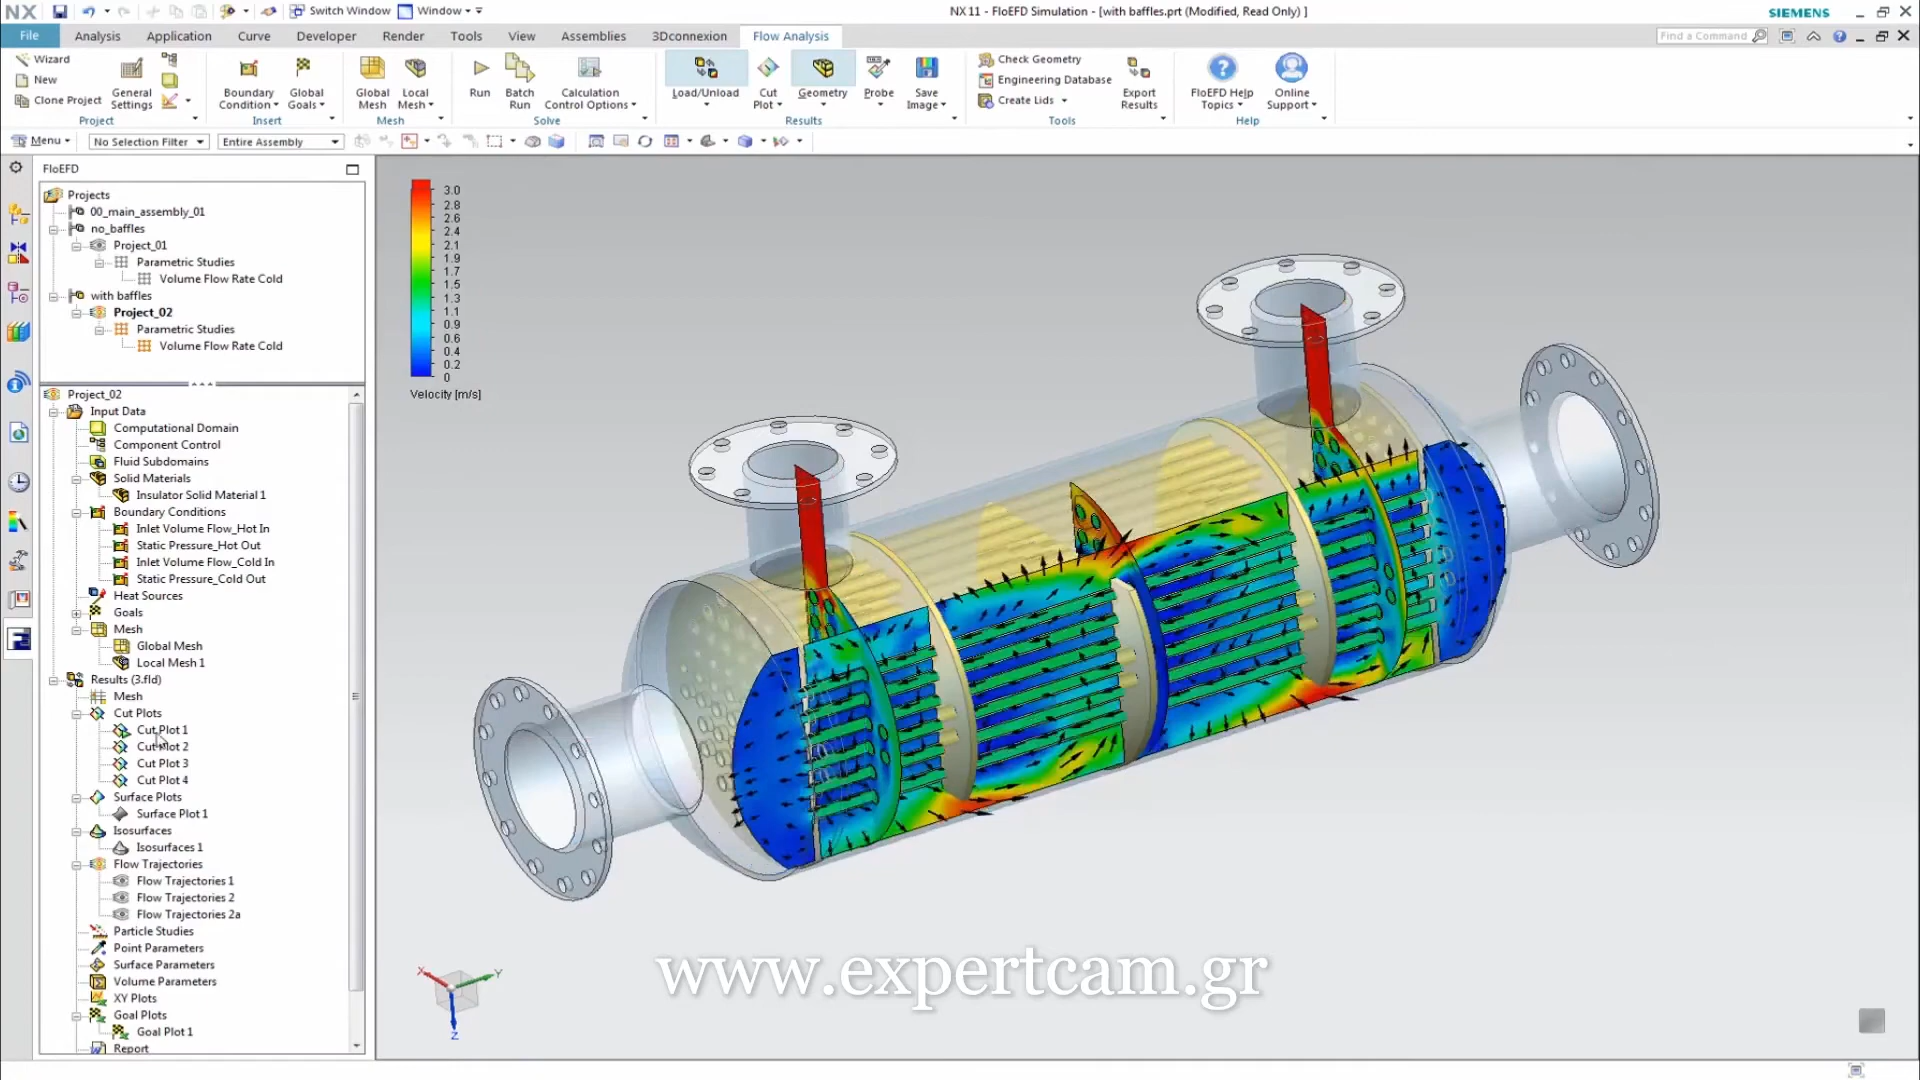 NX
Switch Window
Window
NX 11 - FloEFD Simulation - [with baffles.prt (Modified, Read Only) ]
SIEMENS
File
Analysis
Application
Curve
Developer
Render
Tools
View
Assemblies
3Dconnexion
Flow Analysis
Find a Command
Wizard
New
Clone Project
General Settings
Project
Boundary Condition
Global Goals
Insert
Global Mesh
Local Mesh
Mesh
Run
Batch Run
Calculation Control Options
Solve
Load/Unload
Cut Plot
Geometry
Probe
Save Image
Results
Check Geometry
Engineering Database
Create Lids
Export Results
Tools
FloEFD Help Topics
Online Support
Help
Menu
No Selection Filter
Entire Assembly
FloEFD
Projects
00_main_assembly_01
no_baffles
Project_01
Parametric Studies
Volume Flow Rate Cold
with baffles
Project_02
Parametric Studies
Volume Flow Rate Cold
Project_02
Input Data
Computational Domain
Component Control
Fluid Subdomains
Solid Materials
Insulator Solid Material 1
Boundary Conditions
Inlet Volume Flow_Hot In
Static Pressure_Hot Out
Inlet Volume Flow_Cold In
Static Pressure_Cold Out
Heat Sources
Goals
Mesh
Global Mesh
Local Mesh 1
Results (3.fld)
Mesh
Cut Plots
Cut Plot 1
Cut Plot 2
Cut Plot 3
Cut Plot 4
Surface Plots
Surface Plot 1
Isosurfaces
Isosurfaces 1
Flow Trajectories
Flow Trajectories 1
Flow Trajectories 2
Flow Trajectories 2a
Particle Studies
Point Parameters
Surface Parameters
Volume Parameters
XY Plots
Goal Plots
Goal Plot 1
Report
3.0
2.8
2.6
2.4
2.1
1.9
1.7
1.5
1.3
1.1
0.9
0.6
0.4
0.2
0
Velocity [m/s]
X
Y
Z
www.expertcam.gr